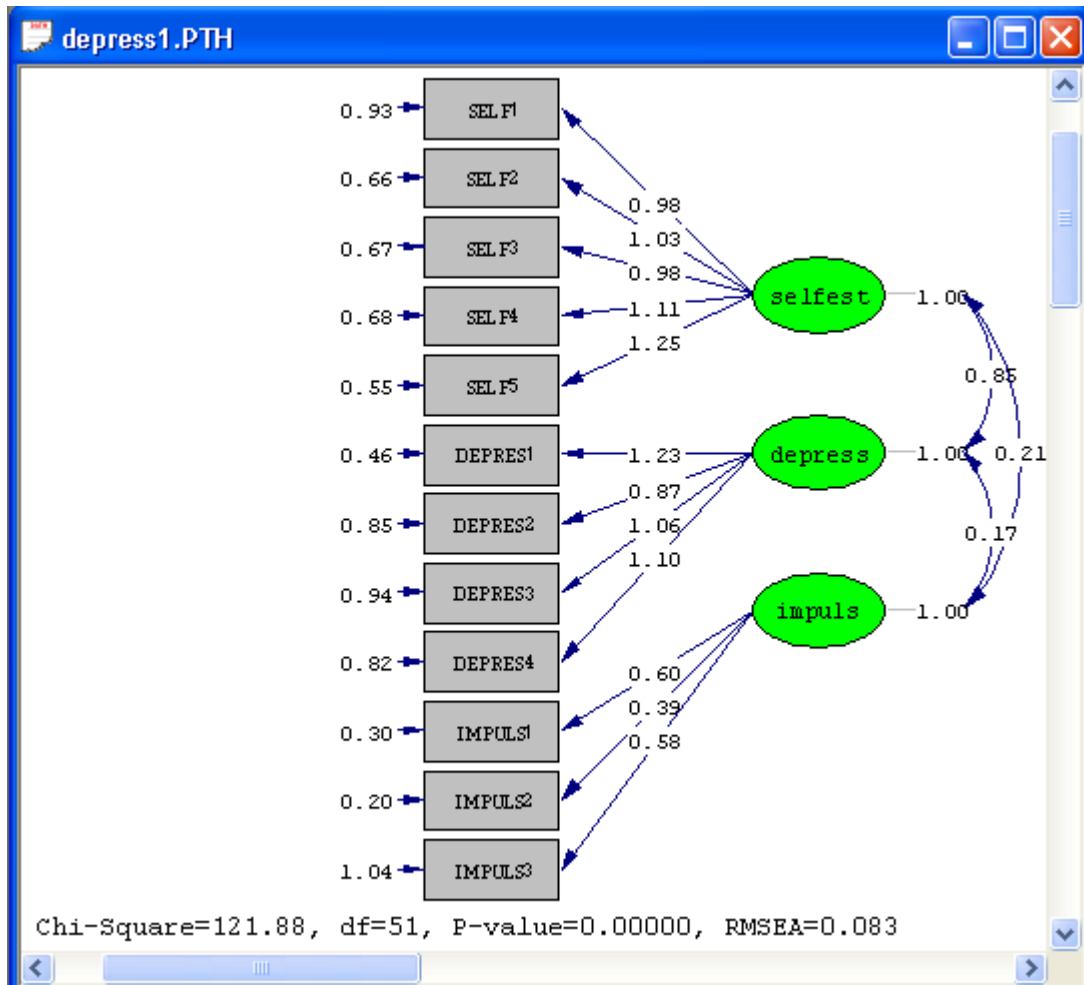 depress1.PTH
0.93 SELF1
0.98
0.66 SELF2
1.03
0.67 SELF3
0.98
selfest 1.00
0.68 SELF4
1.11
1.25
0.85
0.55 SELF5
0.46 DEPRES1
1.23
depress 1.00
0.21
0.87
0.85 DEPRES2
1.06
0.17
1.10
0.94 DEPRES3
impuls 1.00
0.82 DEPRES4
0.60
0.39
0.30 IMPULS1
0.58
0.20 IMPULS2
1.04 IMPULS3
Chi-Square=121.88, df=51, P-value=0.00000, RMSEA=0.083